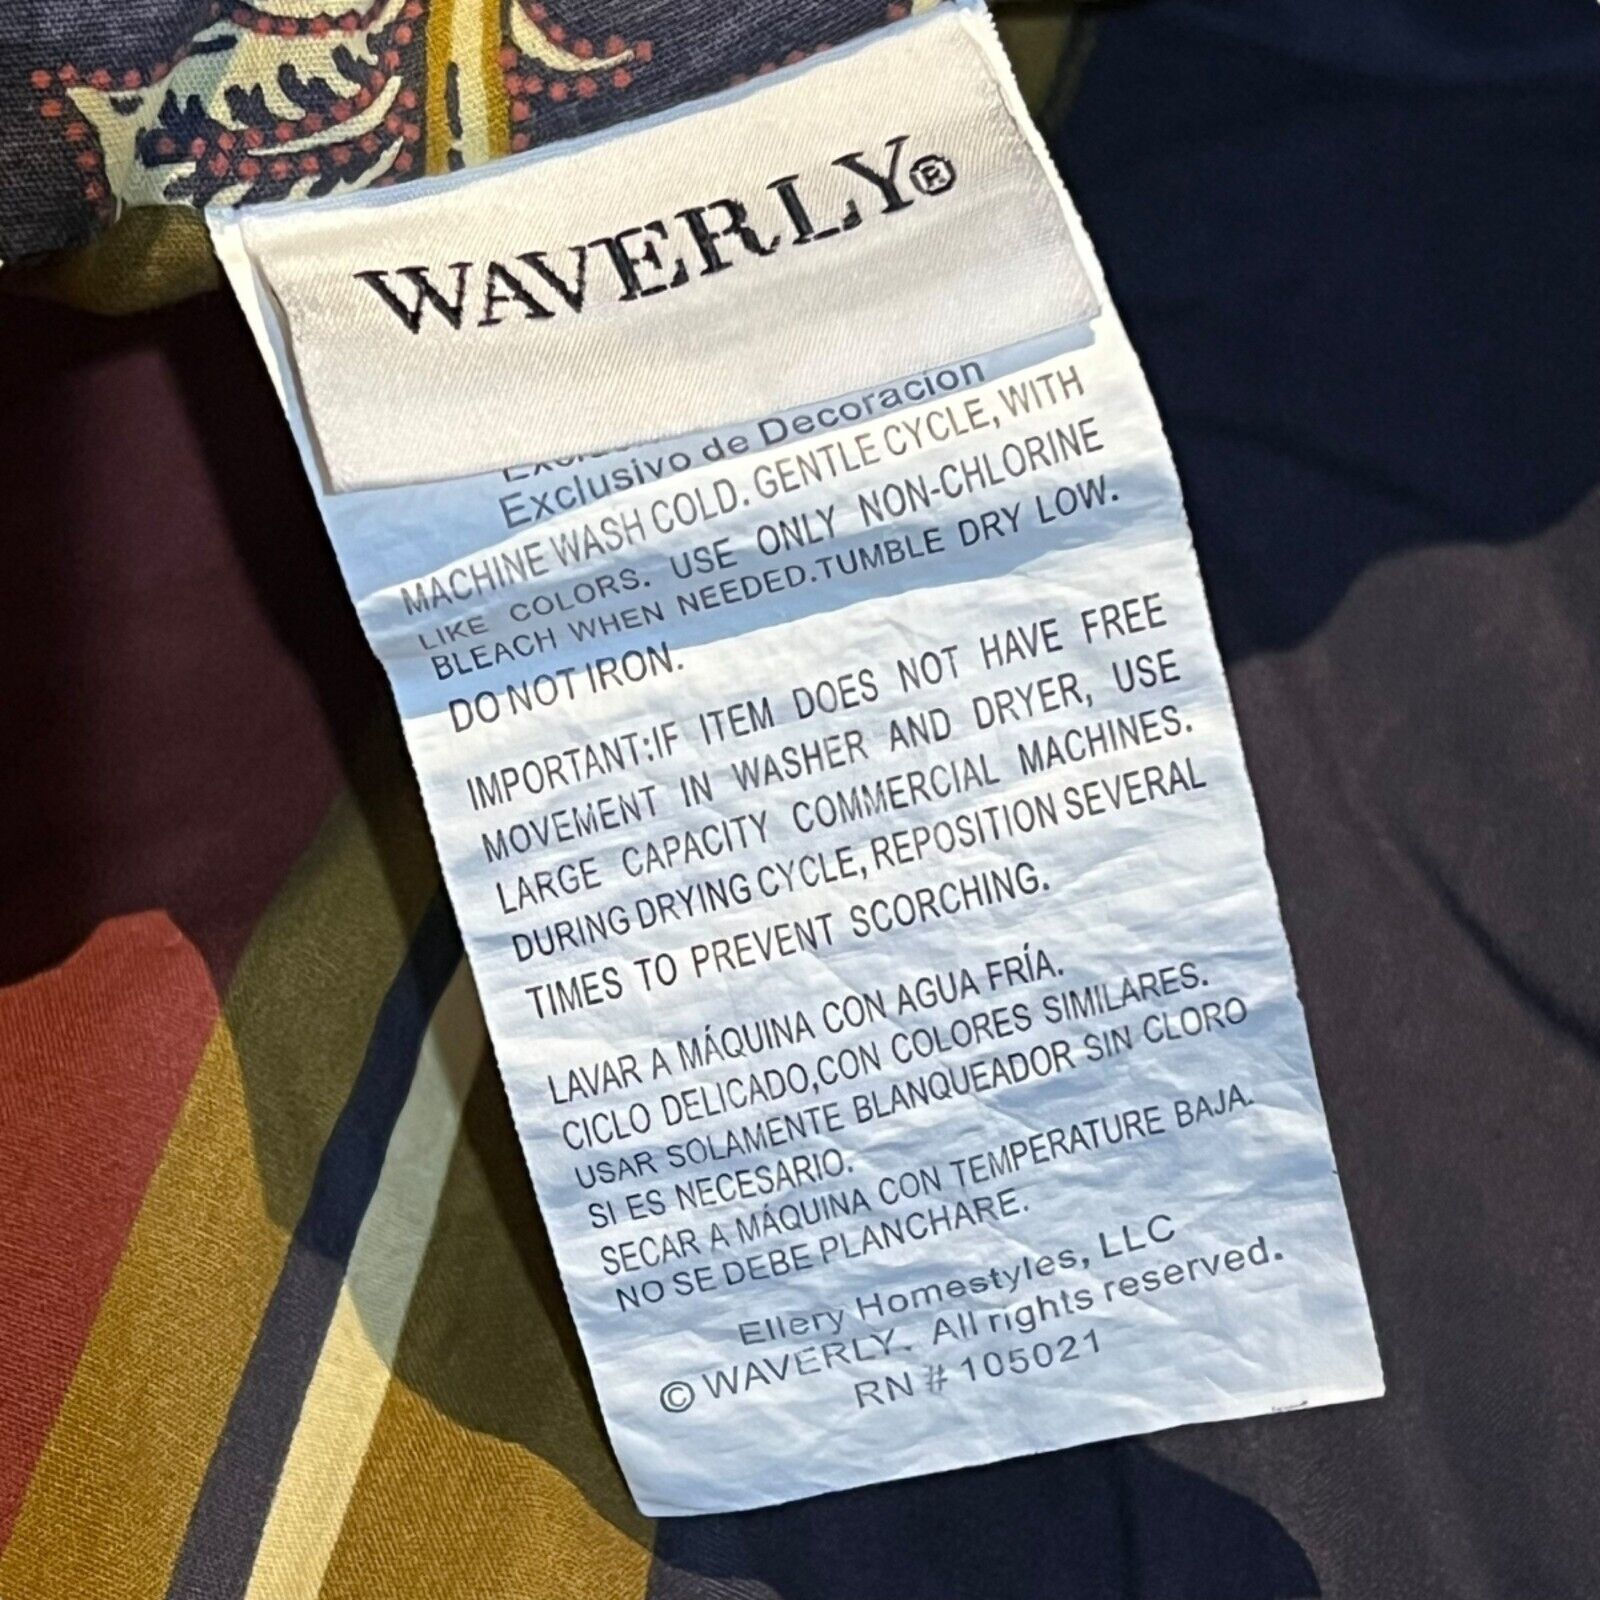 WAVERLY®
Exclusivo de Decoración
MACHINE WASH COLD. GENTLE CYCLE, WITH
LIKE COLORS. USE ONLY NON-CHLORINE
BLEACH WHEN NEEDED.TUMBLE DRY LOW.
DO NOT IRON.
IMPORTANT:IF ITEM DOES NOT HAVE FREE
MOVEMENT IN WASHER AND DRYER, USE
LARGE CAPACITY COMMERCIAL MACHINES.
DURING DRYING CYCLE, REPOSITION SEVERAL
TIMES TO PREVENT SCORCHING.
LAVAR A MÁQUINA CON AGUA FRÍA.
CICLO DELICADO,CON COLORES SIMILARES.
USAR SOLAMENTE BLANQUEADOR SIN CLORO
SI ES NECESARIO.
SECAR A MÁQUINA CON TEMPERATURE BAJA.
NO SE DEBE PLANCHARE.
Ellery Homestyles, LLC
© WAVERLY. All rights reserved.
RN # 105021